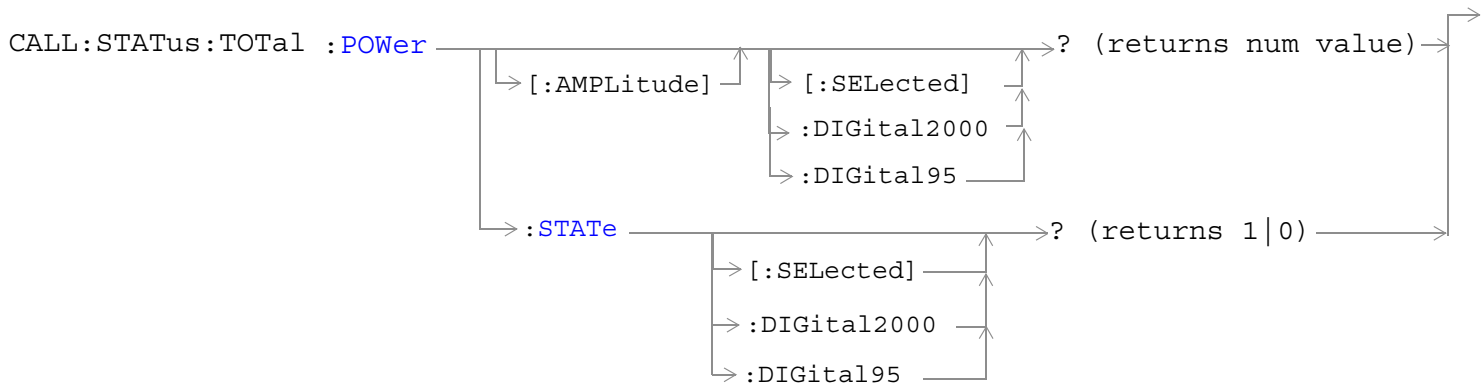 CALL:STATus:TOTal :POWer ? (returns num value)
[:AMPLitude] [:SELected]
:DIGital2000
:DIGital95
:STATe ? (returns 1|0)
[:SELected]
:DIGital2000
:DIGital95